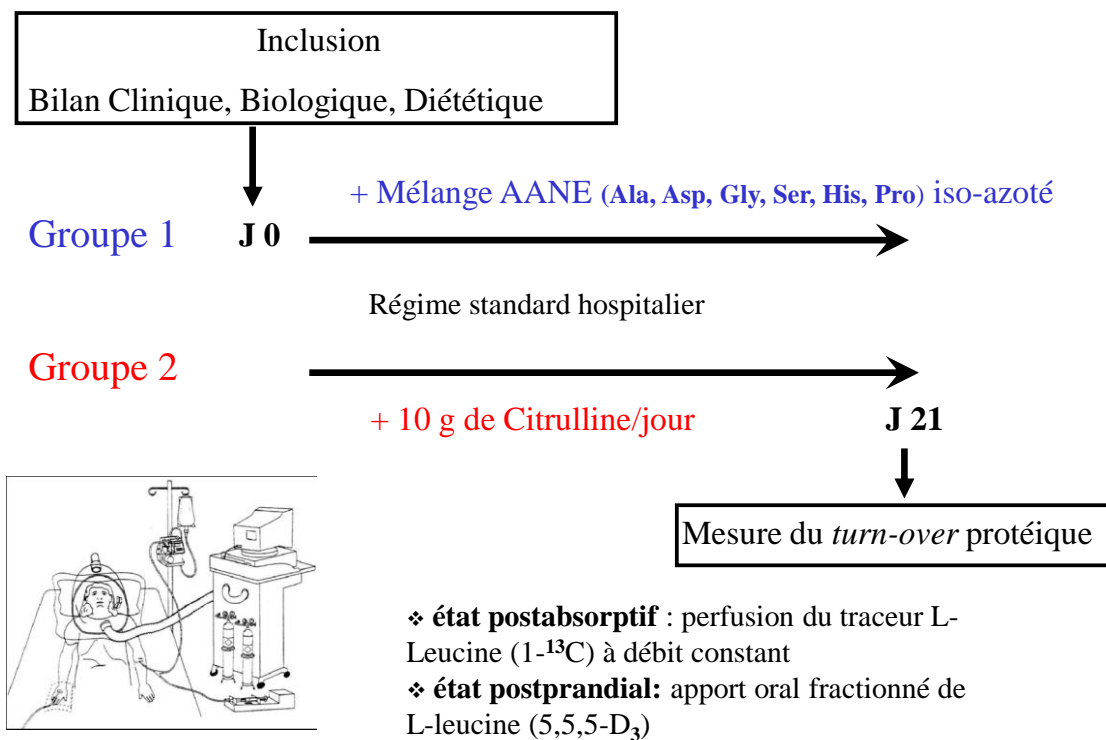 Inclusion
Bilan Clinique, Biologique, Diététique
+ Mélange AANE (Ala, Asp, Gly, Ser, His, Pro) iso-azoté
Groupe 1 J 0
Régime standard hospitalier
Groupe 2
+ 10 g de Citrulline/jour J 21
Mesure du turn-over protéique
❖ état postabsorptif : perfusion du traceur L-
Leucine (1-¹³C) à débit constant
❖ état postprandial: apport oral fractionné de
L-leucine (5,5,5-D₃)